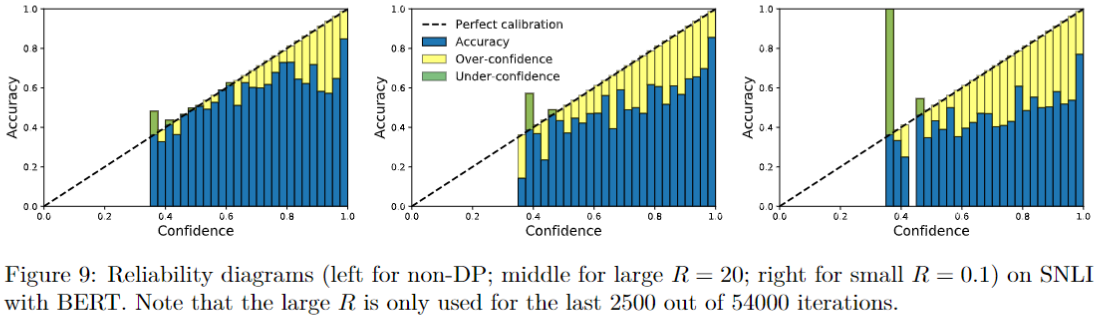 1.0
0.8
0.6
0.4
0.2
0.0
Accuracy
0.0 0.2 0.4 0.6 0.8 1.0
Confidence
1.0
0.8
0.6
0.4
0.2
0.0
Accuracy
Perfect calibration
Accuracy
Over-confidence
Under-confidence
0.0 0.2 0.4 0.6 0.8 1.0
Confidence
1.0
0.8
0.6
0.4
0.2
0.0
Accuracy
0.0 0.2 0.4 0.6 0.8 1.0
Confidence
Figure 9: Reliability diagrams (left for non-DP; middle for large R = 20; right for small R = 0.1) on SNLI
with BERT. Note that the large R is only used for the last 2500 out of 54000 iterations.